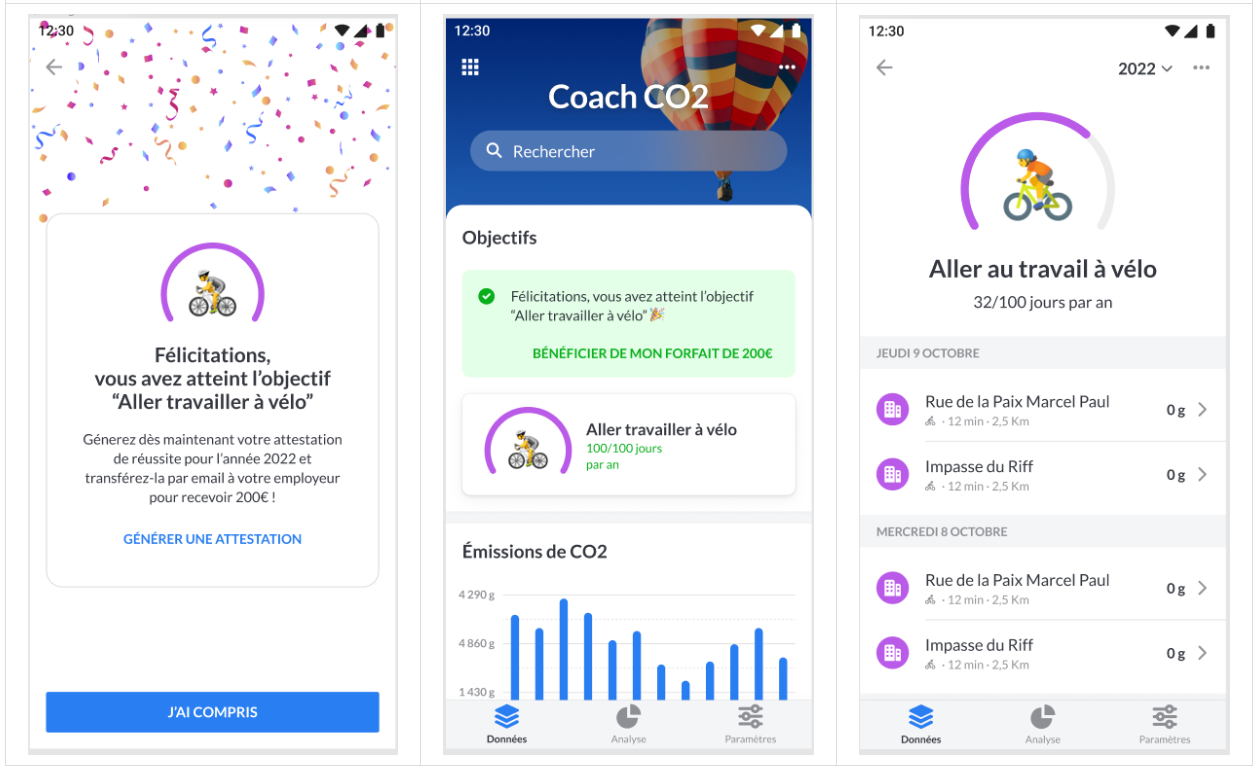 12:30
Félicitations,
vous avez atteint l'objectif
“Aller travailler à vélo”
Génerez dès maintenant votre attestation
de réussite pour l'année 2022 et
transférez-la par email à votre employeur
pour recevoir 200€ !
GÉNÉRER UNE ATTESTATION
J'AI COMPRIS
12:30
Coach CO2
Rechercher
Objectifs
Félicitations, vous avez atteint l'objectif
“Aller travailler à vélo”
BÉNÉFICIER DE MON FORFAIT DE 200€
Aller travailler à vélo
100/100 jours
par an
Émissions de CO2
4 290 g
4 860 g
1 430 g
Données
Analyse
Paramètres
12:30
2022
Aller au travail à vélo
32/100 jours par an
JEUDI 9 OCTOBRE
Rue de la Paix Marcel Paul
0 g
· 12 min · 2,5 Km
Impasse du Riff
0 g
· 12 min · 2,5 Km
MERCREDI 8 OCTOBRE
Rue de la Paix Marcel Paul
0 g
· 12 min · 2,5 Km
Impasse du Riff
0 g
· 12 min · 2,5 Km
Données
Analyse
Paramètres